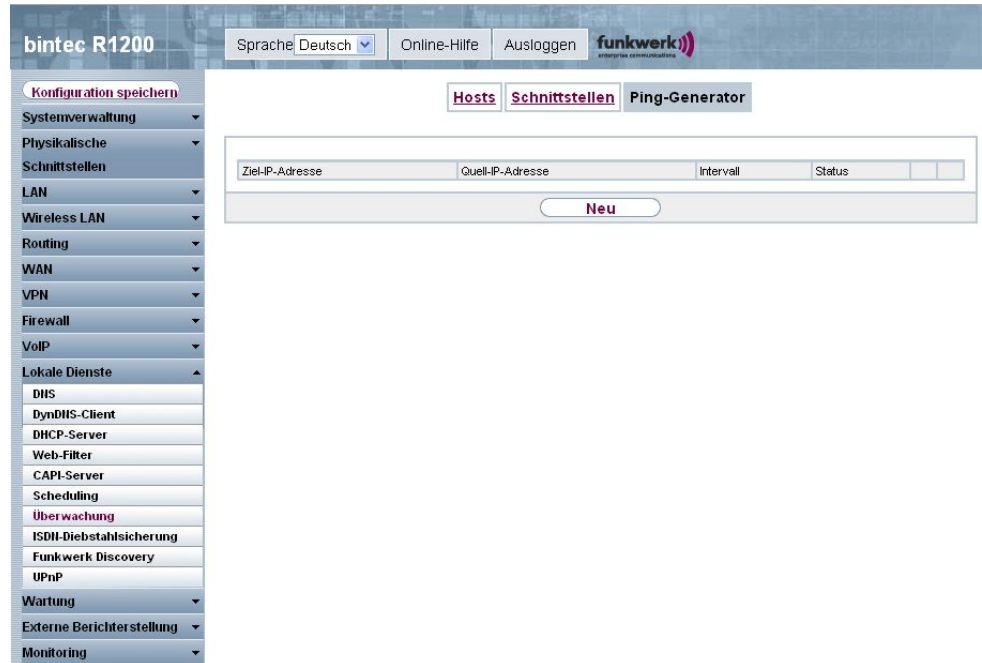 bintec R1200
Sprache Deutsch
Online-Hilfe
Ausloggen
funkwerk
enterprise communications
Konfiguration speichern
Systemverwaltung
Physikalische
Schnittstellen
LAN
Wireless LAN
Routing
WAN
VPN
Firewall
VoIP
Lokale Dienste
DNS
DynDNS-Client
DHCP-Server
Web-Filter
CAPI-Server
Scheduling
Überwachung
ISDN-Diebstahlsicherung
Funkwerk Discovery
UPnP
Wartung
Externe Berichterstellung
Monitoring
Hosts Schnittstellen Ping-Generator
Ziel-IP-Adresse Quell-IP-Adresse Intervall Status
Neu